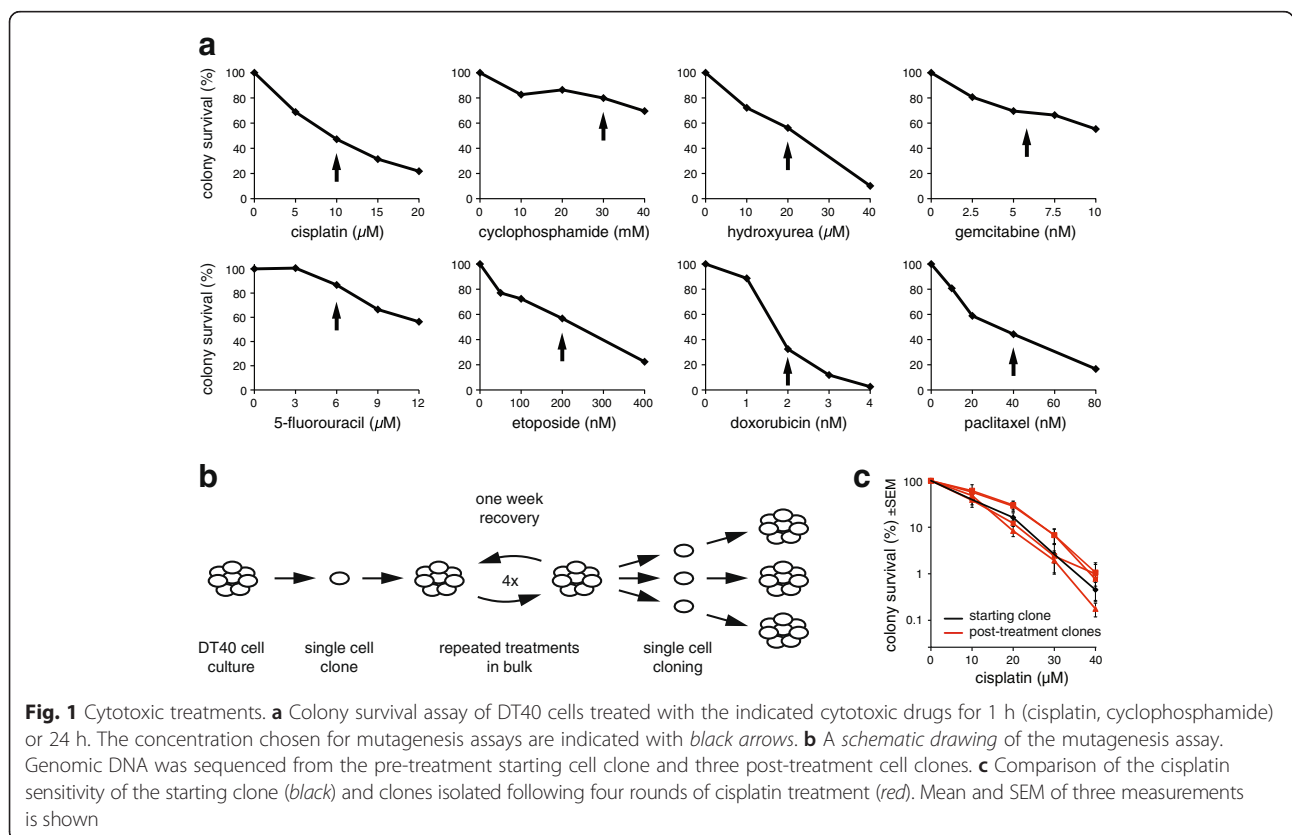 a
colony survival (%)
100
80
60
40
20
0
0 5 10 15 20
cisplatin (µM)
100
80
60
40
20
0
0 10 20 30 40
cyclophosphamide (mM)
100
80
60
40
20
0
0 10 20 30 40
hydroxyurea (µM)
100
80
60
40
20
0
0 2.5 5 7.5 10
gemcitabine (nM)
colony survival (%)
100
80
60
40
20
0
0 3 6 9 12
5-fluorouracil (µM)
100
80
60
40
20
0
0 100 200 300 400
etoposide (nM)
100
80
60
40
20
0
0 1 2 3 4
doxorubicin (nM)
100
80
60
40
20
0
0 20 40 60 80
paclitaxel (nM)
b
one week
recovery
4x
DT40 cell
culture
single cell
clone
repeated treatments
in bulk
single cell
cloning
c
colony survival (%) ±SEM
100
10
1
0.1
starting clone
post-treatment clones
0 10 20 30 40
cisplatin (µM)
Fig. 1 Cytotoxic treatments. a Colony survival assay of DT40 cells treated with the indicated cytotoxic drugs for 1 h (cisplatin, cyclophosphamide)
or 24 h. The concentration chosen for mutagenesis assays are indicated with black arrows. b A schematic drawing of the mutagenesis assay.
Genomic DNA was sequenced from the pre-treatment starting cell clone and three post-treatment cell clones. c Comparison of the cisplatin
sensitivity of the starting clone (black) and clones isolated following four rounds of cisplatin treatment (red). Mean and SEM of three measurements
is shown